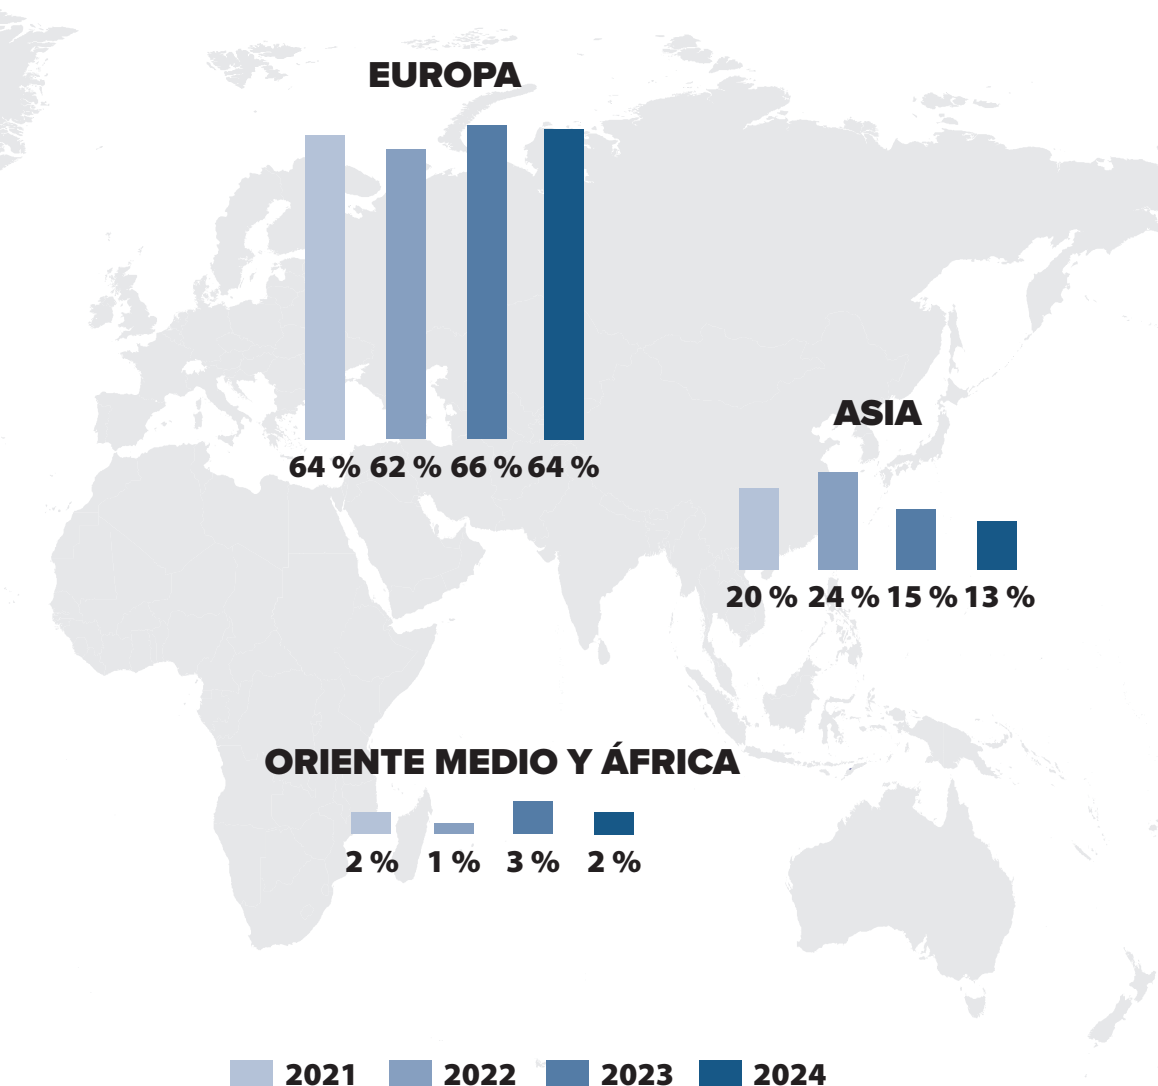 EUROPA
64 % 62 % 66 % 64 %
ASIA
20 % 24 % 15 % 13 %
ORIENTE MEDIO Y ÁFRICA
2 % 1 % 3 % 2 %
2021 2022 2023 2024